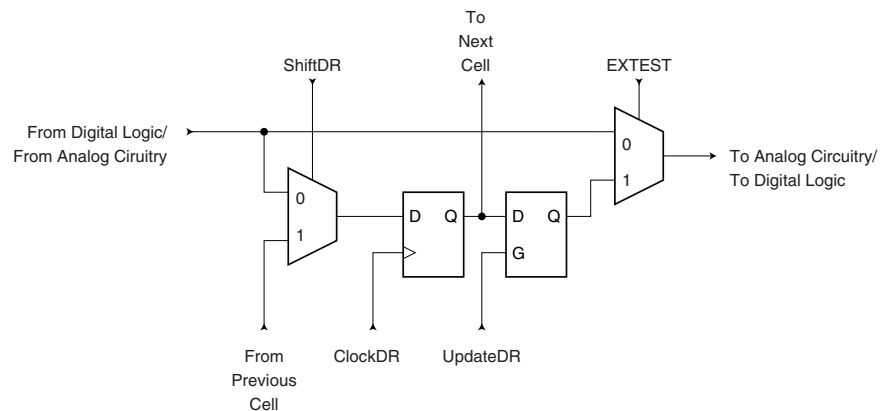 To
Next
Cell
ShiftDR
EXTEST
From Digital Logic/
From Analog Ciruitry
0
1
To Analog Circuitry/
To Digital Logic
0
1
D Q
D Q
G
From
Previous
Cell
ClockDR
UpdateDR